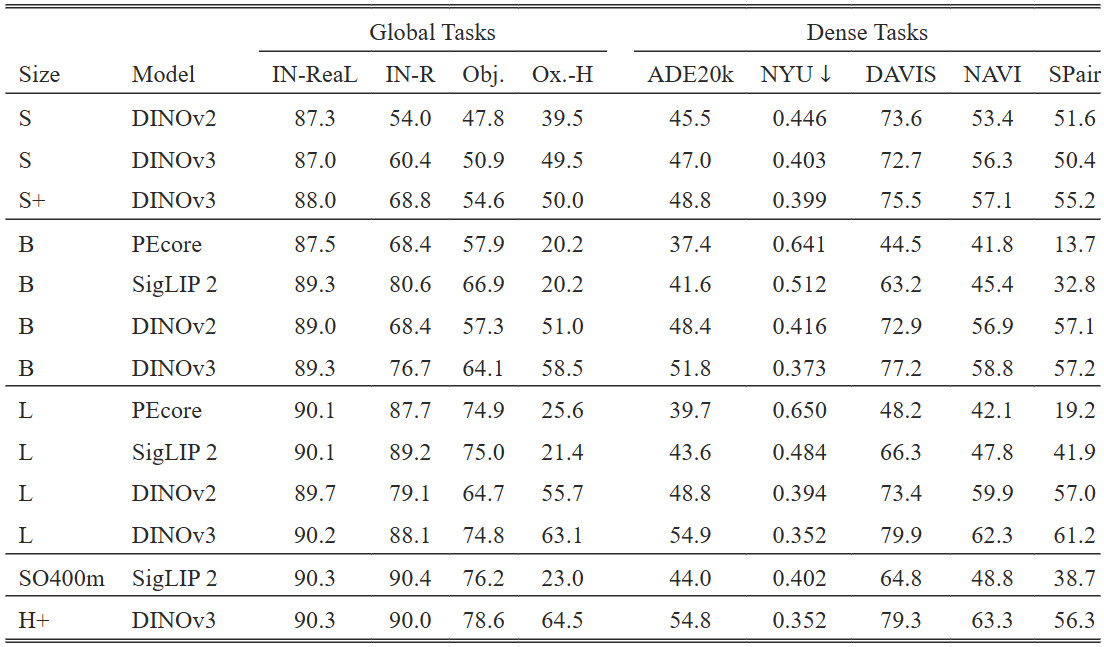 Global Tasks Dense Tasks
Size Model IN-ReaL IN-R Obj. Ox.-H ADE20k NYU ↓ DAVIS NAVI SPair
S DINOv2 87.3 54.0 47.8 39.5 45.5 0.446 73.6 53.4 51.6
S DINOv3 87.0 60.4 50.9 49.5 47.0 0.403 72.7 56.3 50.4
S+ DINOv3 88.0 68.8 54.6 50.0 48.8 0.399 75.5 57.1 55.2
B PEcore 87.5 68.4 57.9 20.2 37.4 0.641 44.5 41.8 13.7
B SigLIP 2 89.3 80.6 66.9 20.2 41.6 0.512 63.2 45.4 32.8
B DINOv2 89.0 68.4 57.3 51.0 48.4 0.416 72.9 56.9 57.1
B DINOv3 89.3 76.7 64.1 58.5 51.8 0.373 77.2 58.8 57.2
L PEcore 90.1 87.7 74.9 25.6 39.7 0.650 48.2 42.1 19.2
L SigLIP 2 90.1 89.2 75.0 21.4 43.6 0.484 66.3 47.8 41.9
L DINOv2 89.7 79.1 64.7 55.7 48.8 0.394 73.4 59.9 57.0
L DINOv3 90.2 88.1 74.8 63.1 54.9 0.352 79.9 62.3 61.2
SO400m SigLIP 2 90.3 90.4 76.2 23.0 44.0 0.402 64.8 48.8 38.7
H+ DINOv3 90.3 90.0 78.6 64.5 54.8 0.352 79.3 63.3 56.3